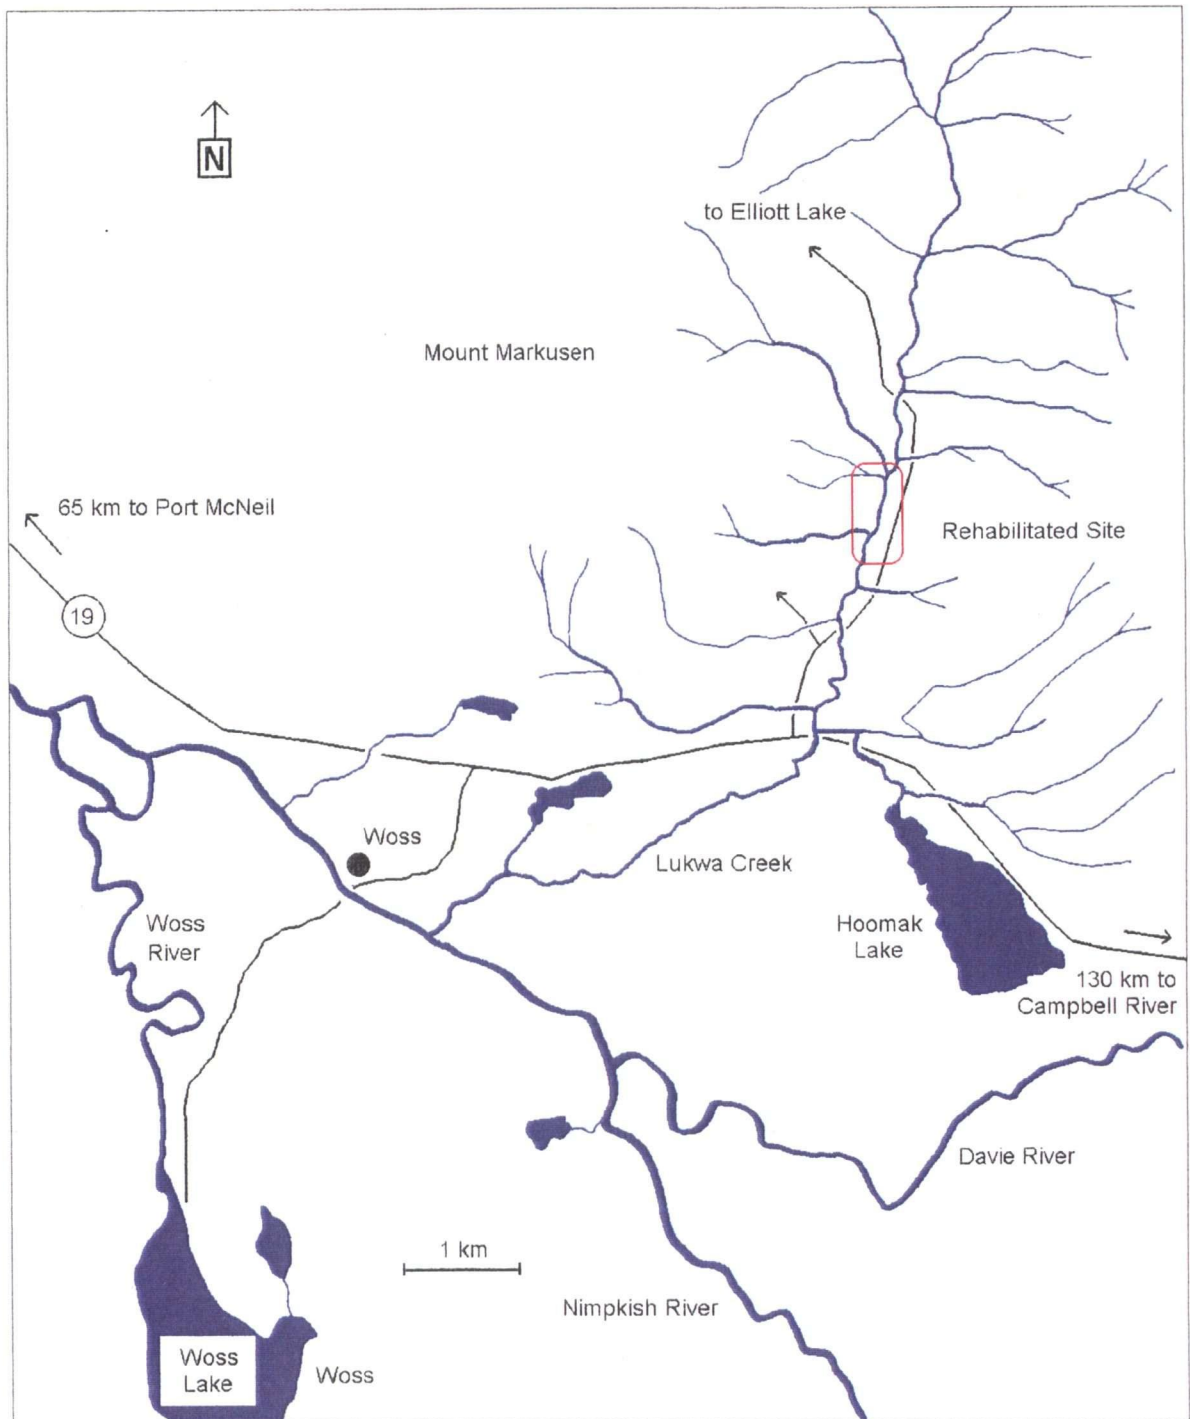 N
to Elliott Lake
Mount Markusen
65 km to Port McNeil
Rehabilitated Site
19
Woss
Lukwa Creek
Woss
River
Hoomak
Lake
130 km to
Campbell River
Davie River
1 km
Nimpkish River
Woss
Lake
Woss